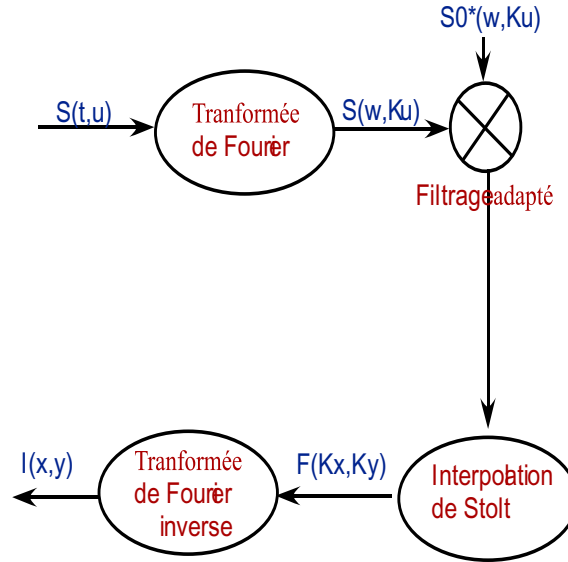 S0*(w,Ku)
S(t,u)
Tranformée
de Fourier
S(w,Ku)
Filtrage adapté
I(x,y)
Tranformée
de Fourier
inverse
F(Kx,Ky)
Interpolation
de Stolt